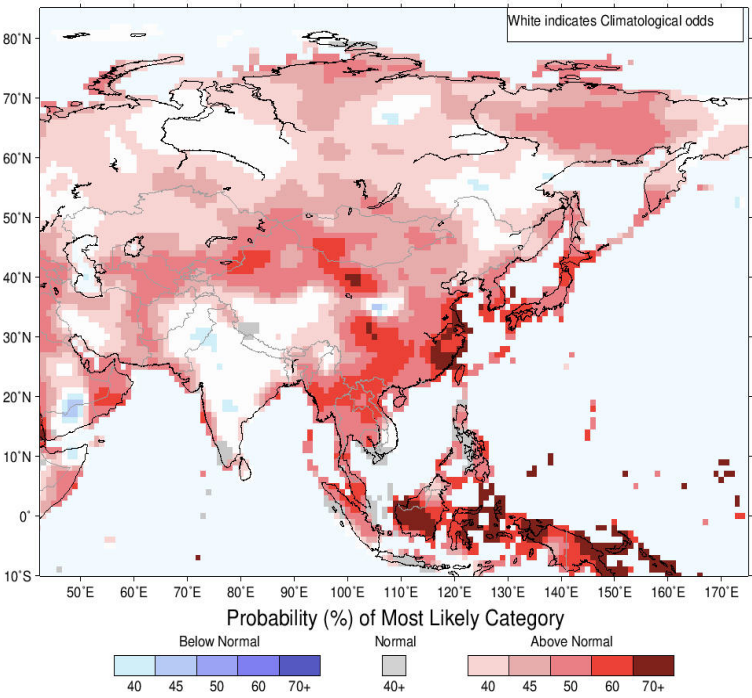 White indicates Climatological odds
80˚N
70˚N
60˚N
50˚N
40˚N
30˚N
20˚N
10˚N
0˚
10˚S
50˚E 60˚E 70˚E 80˚E 90˚E 100˚E 110˚E 120˚E 130˚E 140˚E 150˚E 160˚E 170˚E
Probability (%) of Most Likely Category
Below Normal Normal Above Normal
40 45 50 60 70+ 40+ 40 45 50 60 70+